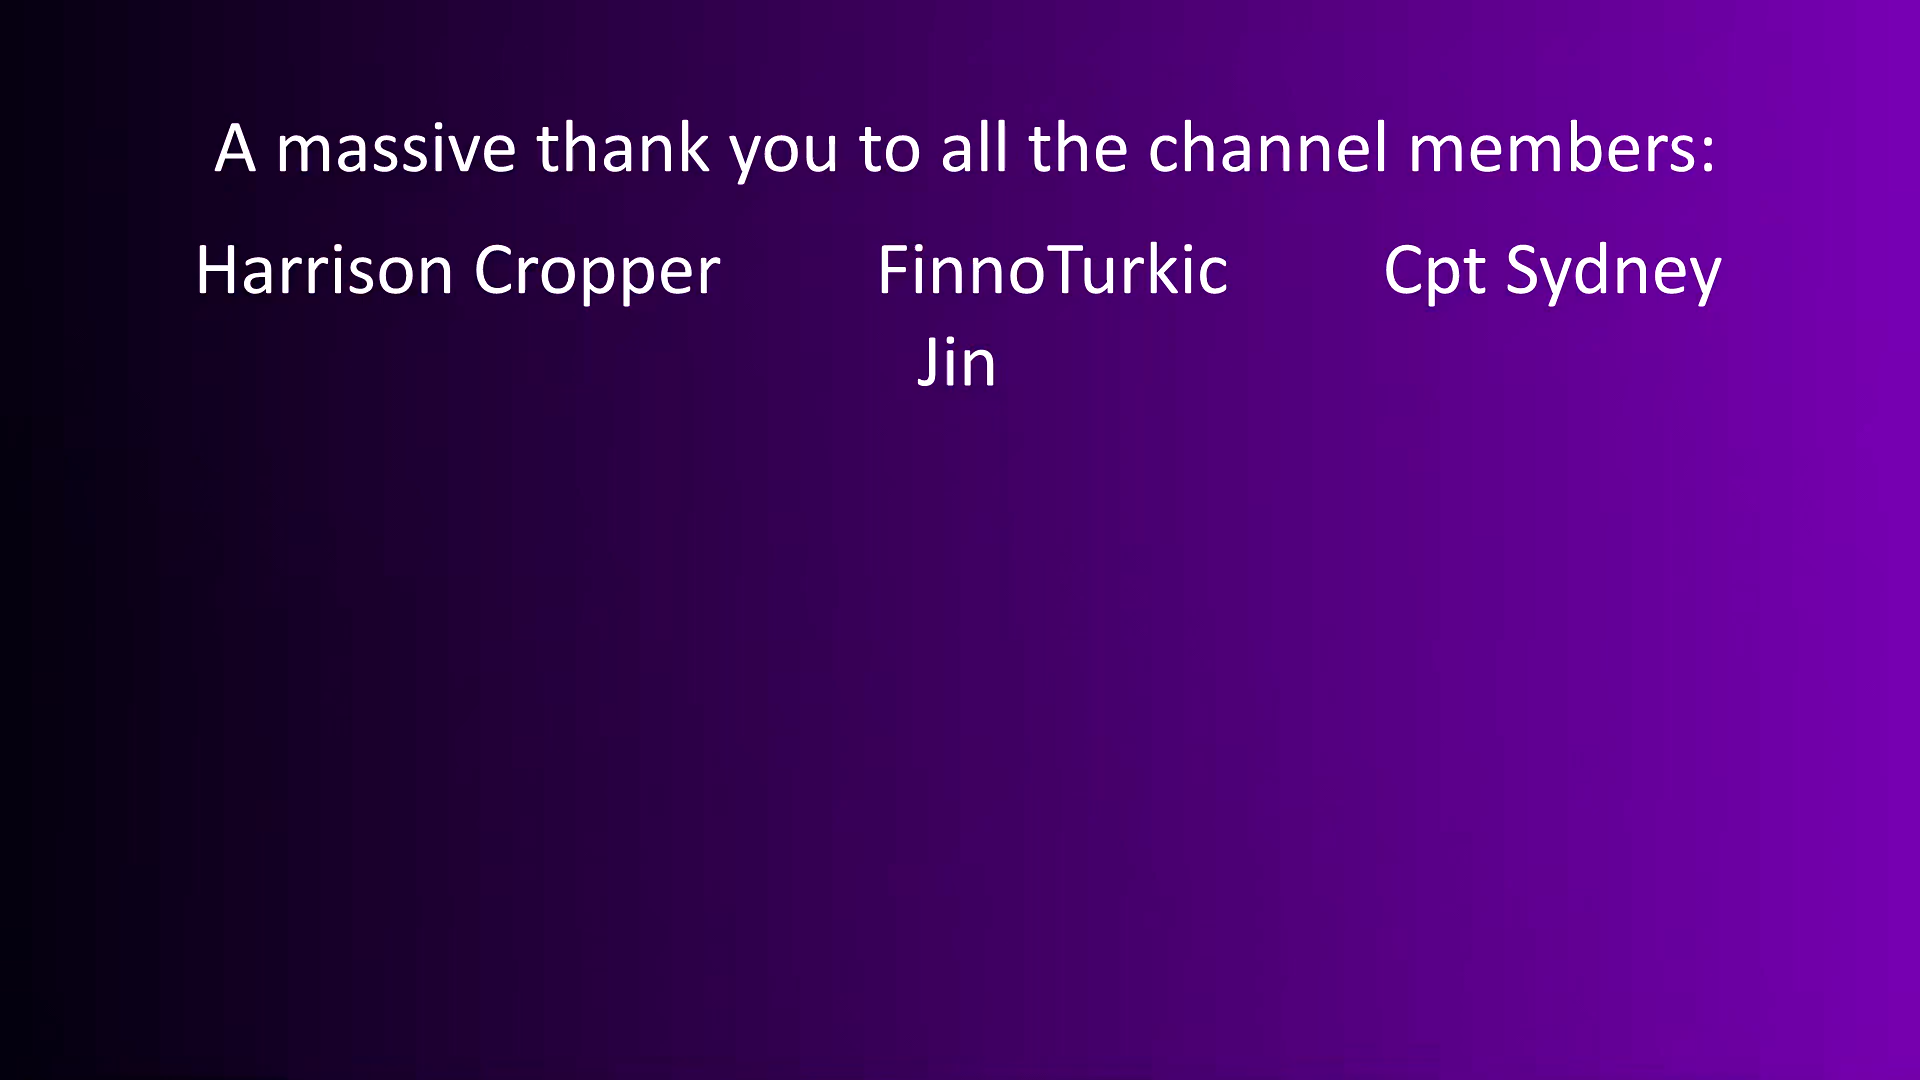 A massive thank you to all the channel members:
Harrison Cropper FinnoTurkic Cpt Sydney
Jin